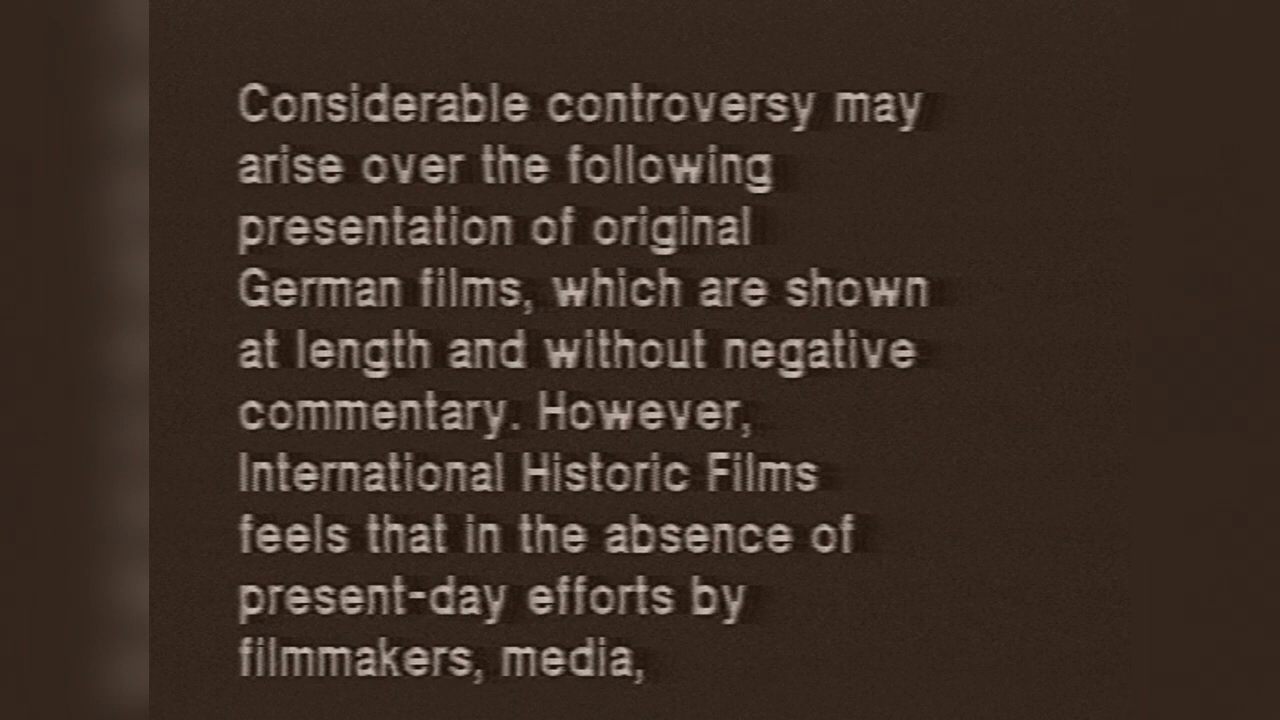 Considerable controversy may
arise over the following
presentation of original
German films, which are shown
at length and without negative
commentary. However,
International Historic Films
feels that in the absence of
present-day efforts by
filmmakers, media,